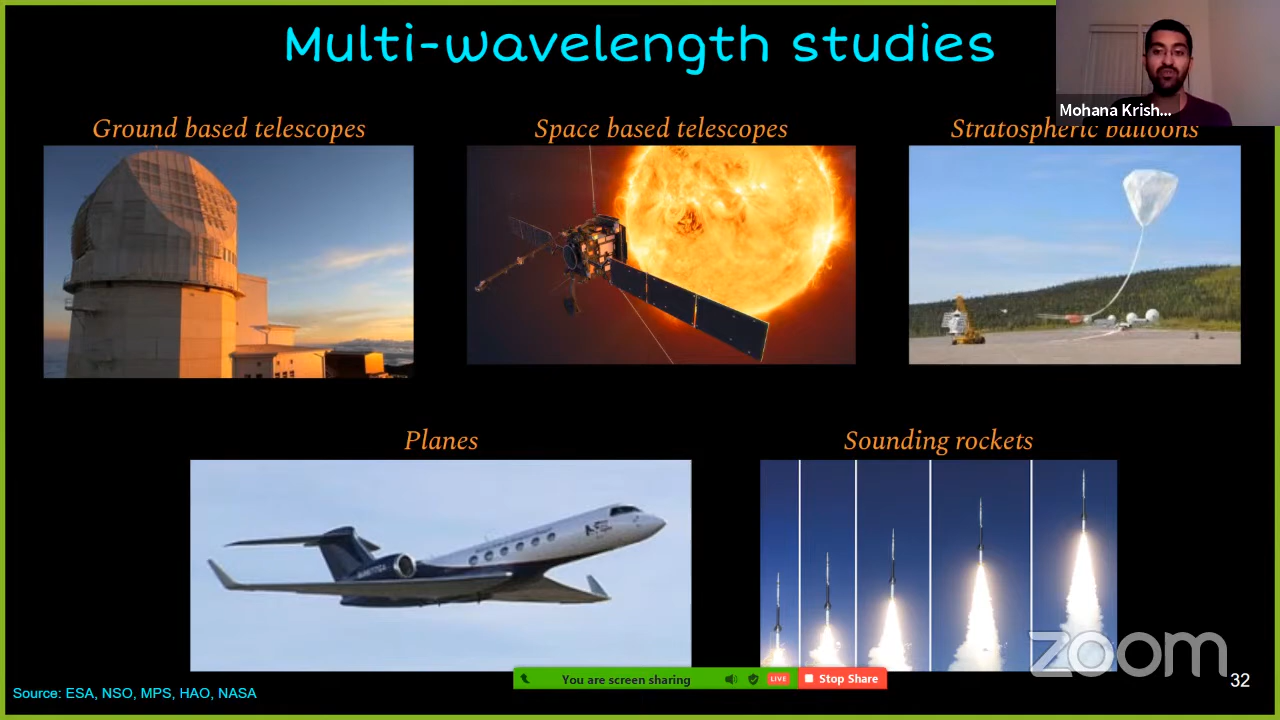 Multi-wavelength studies
Mohana Krish...
Ground based telescopes
Space based telescopes
Stratospheric balloons
Planes
Sounding rockets
zoom
You are screen sharing
LIVE
Stop Share
Source: ESA, NSO, MPS, HAO, NASA
32